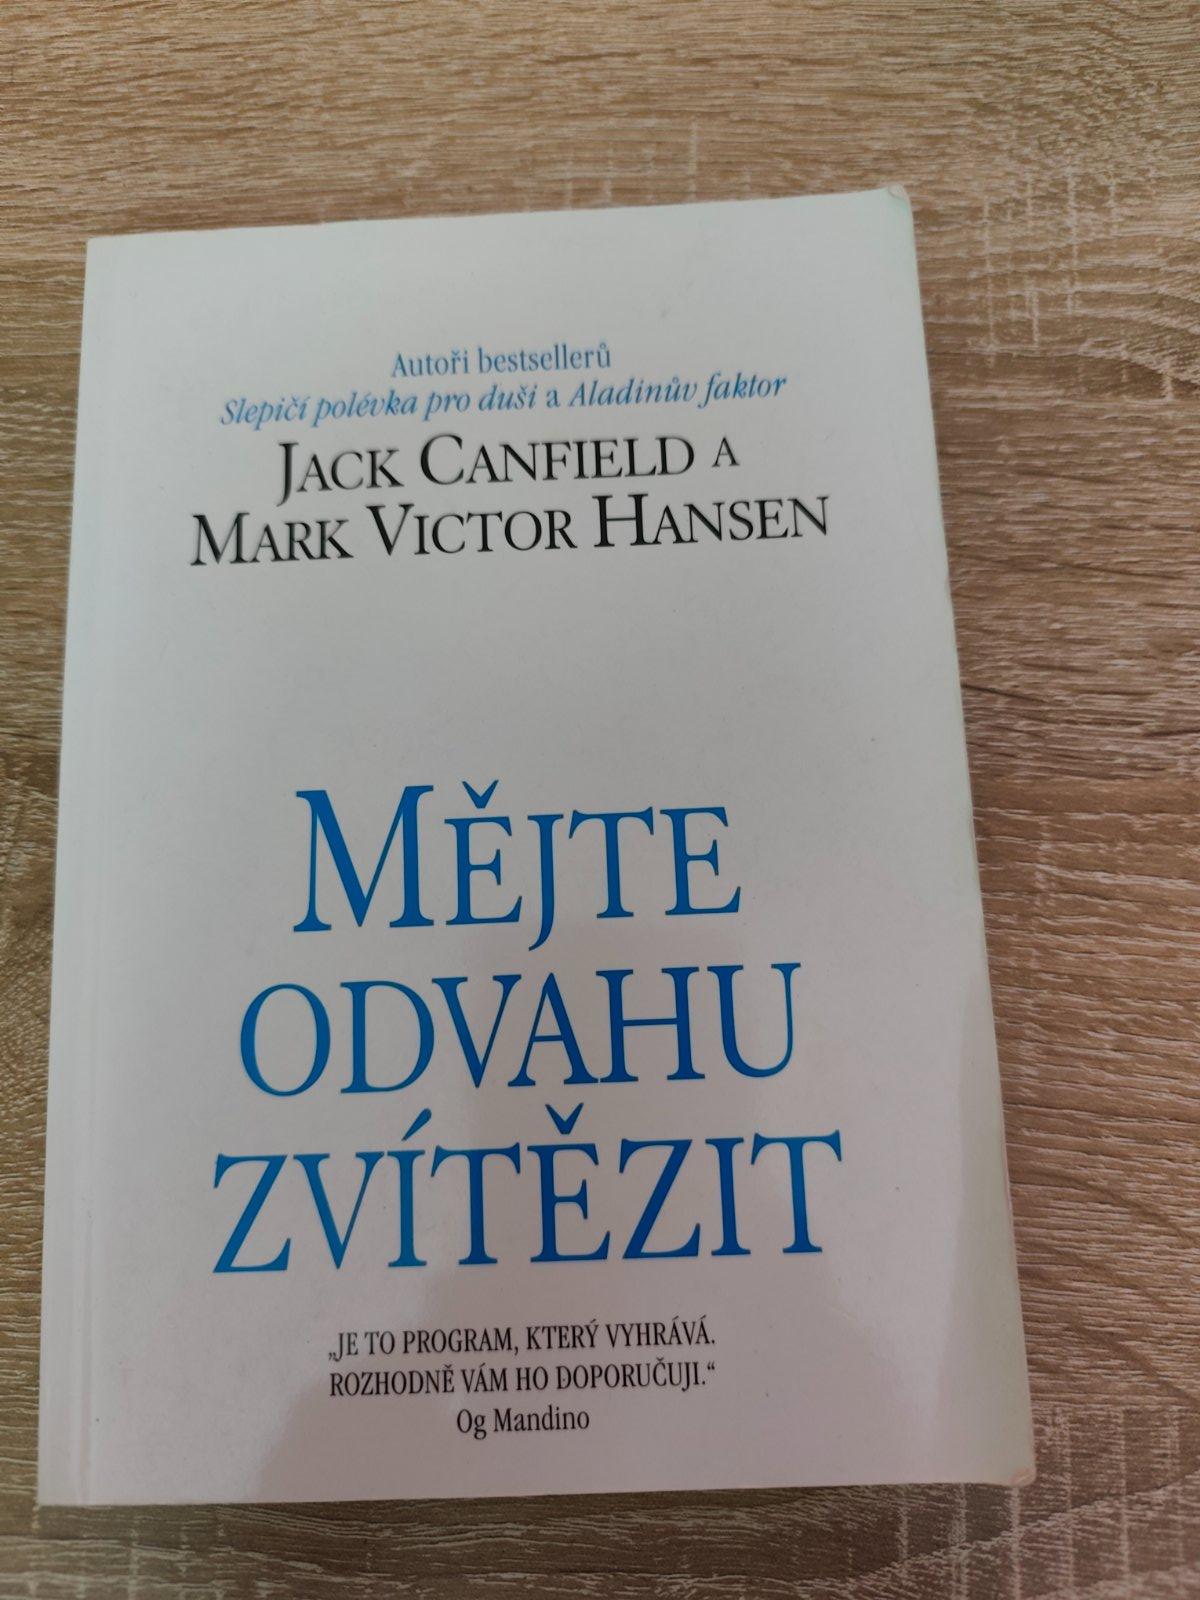 Autoři bestsellerů
Slepičí polévka pro duši a Aladinův faktor
JACK CANFIELD A
MARK VICTOR HANSEN
MĚJTE
ODVAHU
ZVÍTĚZIT
„JE TO PROGRAM, KTERÝ VYHRÁVÁ.
ROZHODNĚ VÁM HO DOPORUČUJI.“
Og Mandino